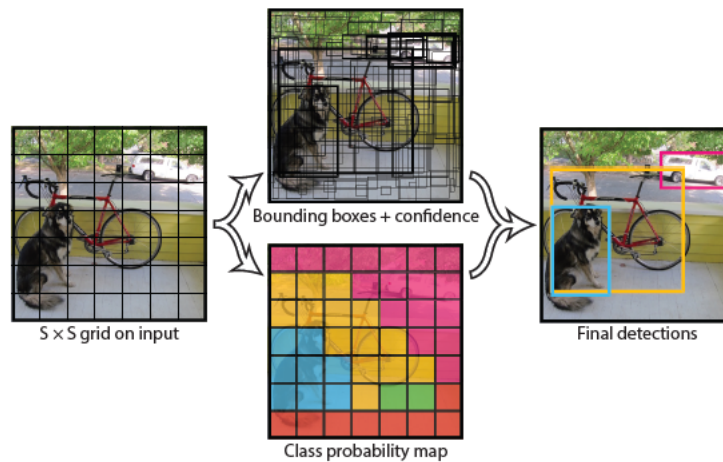 Bounding boxes + confidence
S × S grid on input
Final detections
Class probability map